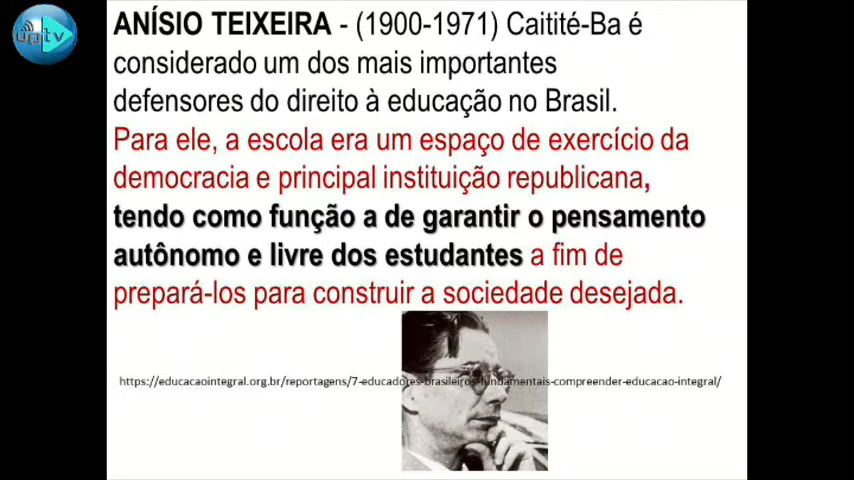 uptv
ANÍSIO TEIXEIRA - (1900-1971) Caitité-Ba é
considerado um dos mais importantes
defensores do direito à educação no Brasil.
Para ele, a escola era um espaço de exercício da
democracia e principal instituição republicana,
tendo como função a de garantir o pensamento
autônomo e livre dos estudantes a fim de
prepará-los para construir a sociedade desejada.
https://educacaointegral.org.br/reportagens/7-educadores-brasileiros-fundamentais-compreender-educacao-integral/